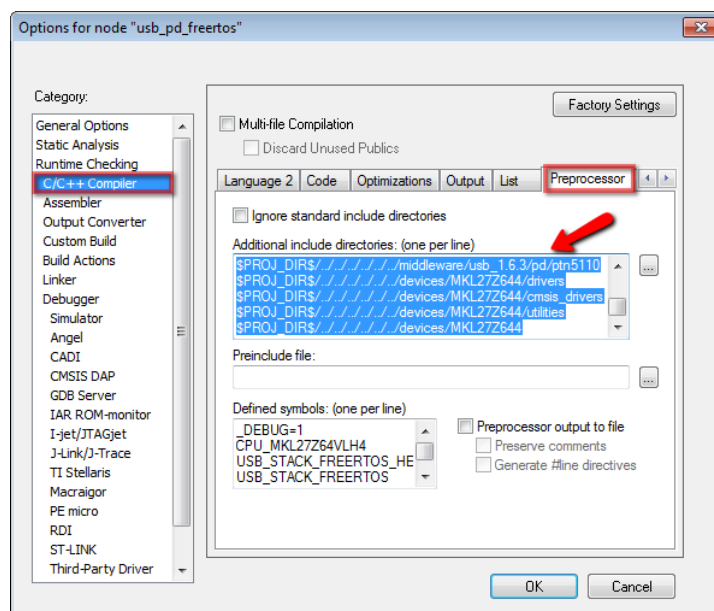 Options for node "usb_pd_freertos"
Category:
General Options
Static Analysis
Runtime Checking
C/C++ Compiler
Assembler
Output Converter
Custom Build
Build Actions
Linker
Debugger
Simulator
Angel
CADI
CMSIS DAP
GDB Server
IAR ROM-monitor
I-jet/JTAGjet
J-Link/J-Trace
TI Stellaris
Macraigor
PE micro
RDI
ST-LINK
Third-Party Driver
Factory Settings
Multi-file Compilation
Discard Unused Publics
Language 2 Code Optimizations Output List Preprocessor
Ignore standard include directories
Additional include directories: (one per line)
$PROJ_DIR$/../../../../../../middleware/usb_1.6.3/pd/ptn5110
$PROJ_DIR$/../../../../../../devices/MKL27Z644/drivers
$PROJ_DIR$/../../../../../../devices/MKL27Z644/cmsis_drivers
$PROJ_DIR$/../../../../../../devices/MKL27Z644/utilities
$PROJ_DIR$/../../../../../../devices/MKL27Z644
...
Preinclude file:
...
Defined symbols: (one per line)
_DEBUG=1
CPU_MKL27Z64VLH4
USB_STACK_FREERTOS_HE
USB_STACK_FREERTOS
Preprocessor output to file
Preserve comments
Generate #line directives
OK Cancel